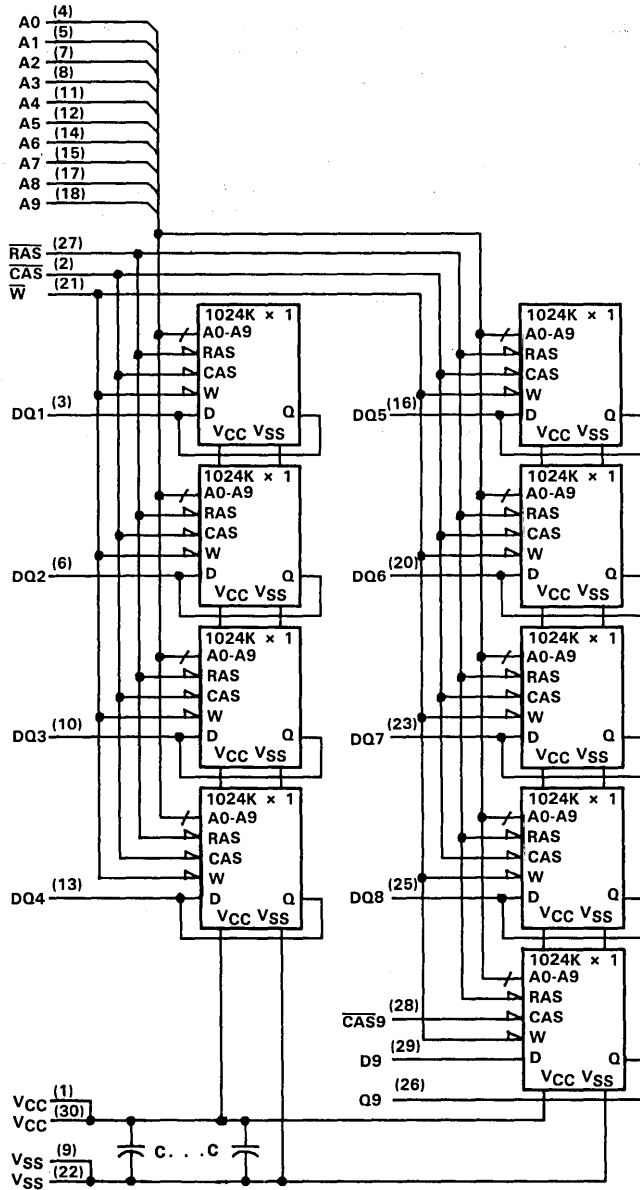 A0 (4)
A1 (5)
A2 (7)
A3 (8)
A4 (11)
A5 (12)
A6 (14)
A7 (15)
A8 (17)
A9 (18)
RAS (27)
CAS (2)
W (21)
1024K × 1
A0-A9
RAS
CAS
W
DQ1 (3) D Q
VCC VSS
1024K × 1
A0-A9
RAS
CAS
W
DQ2 (6) D Q
VCC VSS
1024K × 1
A0-A9
RAS
CAS
W
DQ3 (10) D Q
VCC VSS
1024K × 1
A0-A9
RAS
CAS
W
DQ4 (13) D Q
VCC VSS
1024K × 1
A0-A9
RAS
CAS
W
DQ5 (16) D Q
VCC VSS
1024K × 1
A0-A9
RAS
CAS
W
DQ6 (20) D Q
VCC VSS
1024K × 1
A0-A9
RAS
CAS
W
DQ7 (23) D Q
VCC VSS
1024K × 1
A0-A9
RAS
CAS
W
DQ8 (25) D Q
VCC VSS
1024K × 1
A0-A9
RAS
CAS9 (28) CAS
W
D9 (29) D Q
VCC VSS
Q9 (26)
VCC (1)
VCC (30)
C . . . C
VSS (9)
VSS (22)